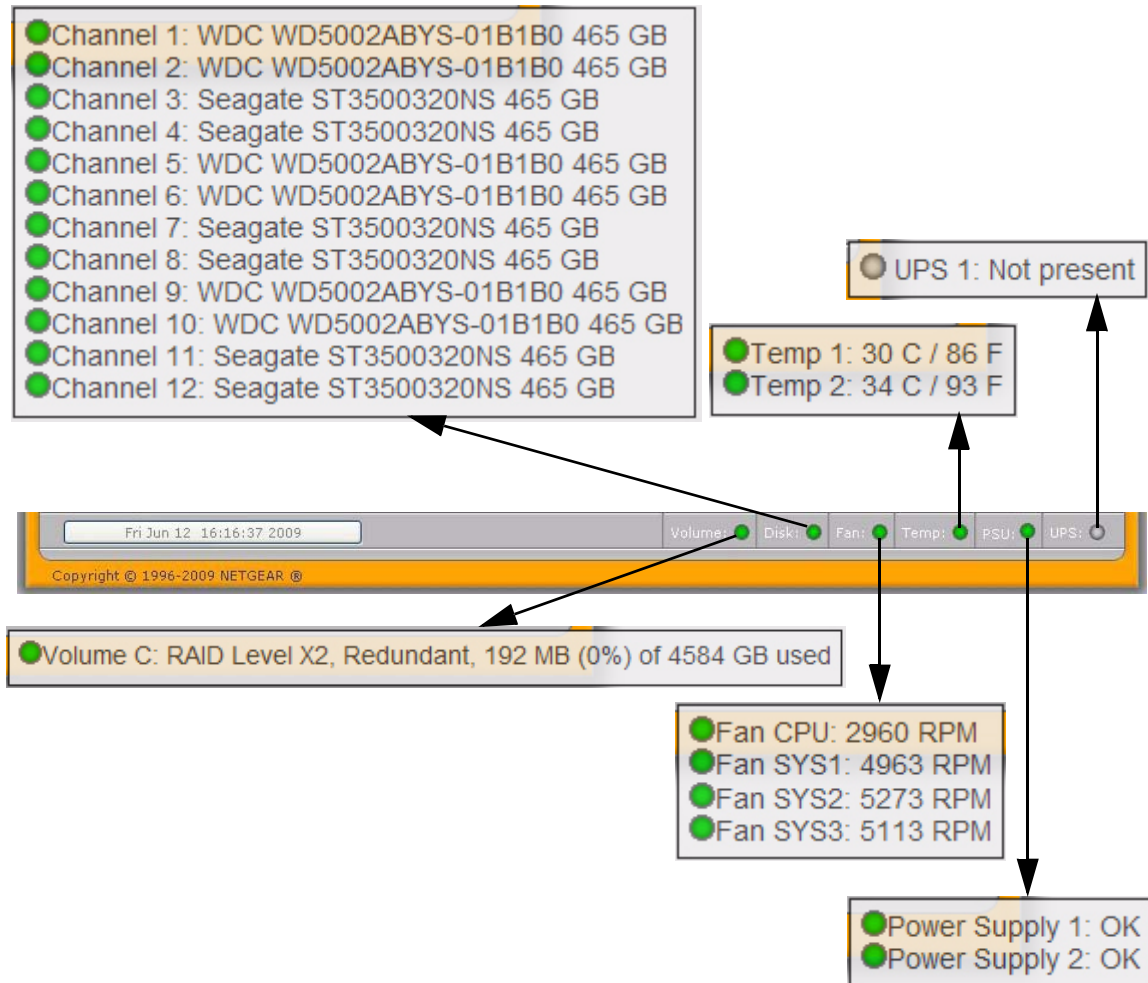 Channel 1: WDC WD5002ABYS-01B1B0 465 GB
Channel 2: WDC WD5002ABYS-01B1B0 465 GB
Channel 3: Seagate ST3500320NS 465 GB
Channel 4: Seagate ST3500320NS 465 GB
Channel 5: WDC WD5002ABYS-01B1B0 465 GB
Channel 6: WDC WD5002ABYS-01B1B0 465 GB
Channel 7: Seagate ST3500320NS 465 GB
Channel 8: Seagate ST3500320NS 465 GB
Channel 9: WDC WD5002ABYS-01B1B0 465 GB
Channel 10: WDC WD5002ABYS-01B1B0 465 GB
Channel 11: Seagate ST3500320NS 465 GB
Channel 12: Seagate ST3500320NS 465 GB
UPS 1: Not present
Temp 1: 30 C / 86 F
Temp 2: 34 C / 93 F
Fri Jun 12 16:16:37 2009
Volume: Disk: Fan: Temp: PSU: UPS:
Copyright © 1996-2009 NETGEAR ®
Volume C: RAID Level X2, Redundant, 192 MB (0%) of 4584 GB used
Fan CPU: 2960 RPM
Fan SYS1: 4963 RPM
Fan SYS2: 5273 RPM
Fan SYS3: 5113 RPM
Power Supply 1: OK
Power Supply 2: OK